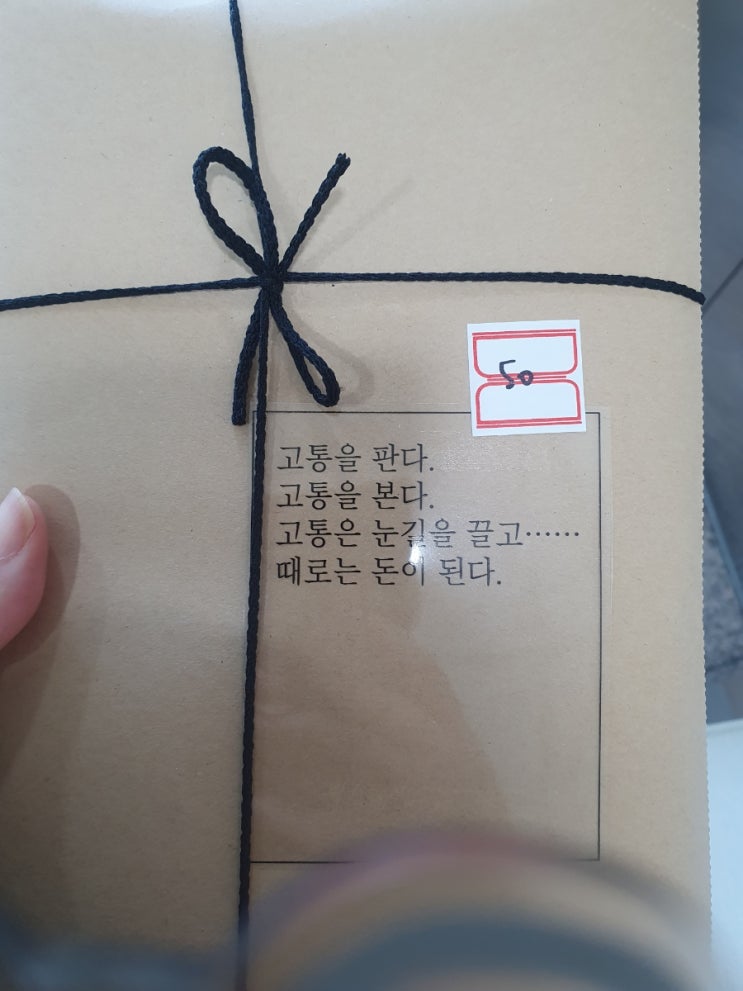 50
고통을 판다.
고통을 본다.
고통은 눈길을 끌고……
때로는 돈이 된다.